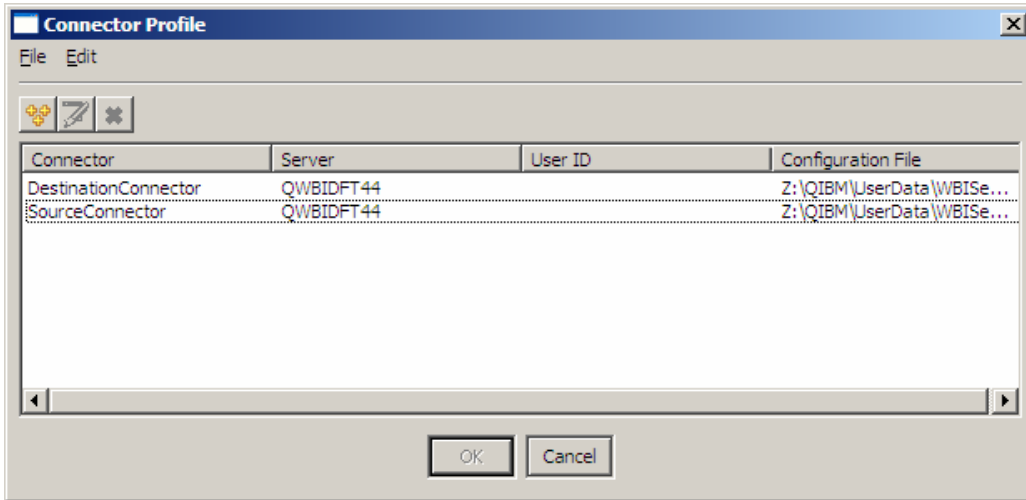 Connector Profile
File Edit
Connector Server User ID Configuration File
DestinationConnector QWBIDFT44 Z:\QIBM\UserData\WBISe...
SourceConnector QWBIDFT44 Z:\QIBM\UserData\WBISe...
OK Cancel